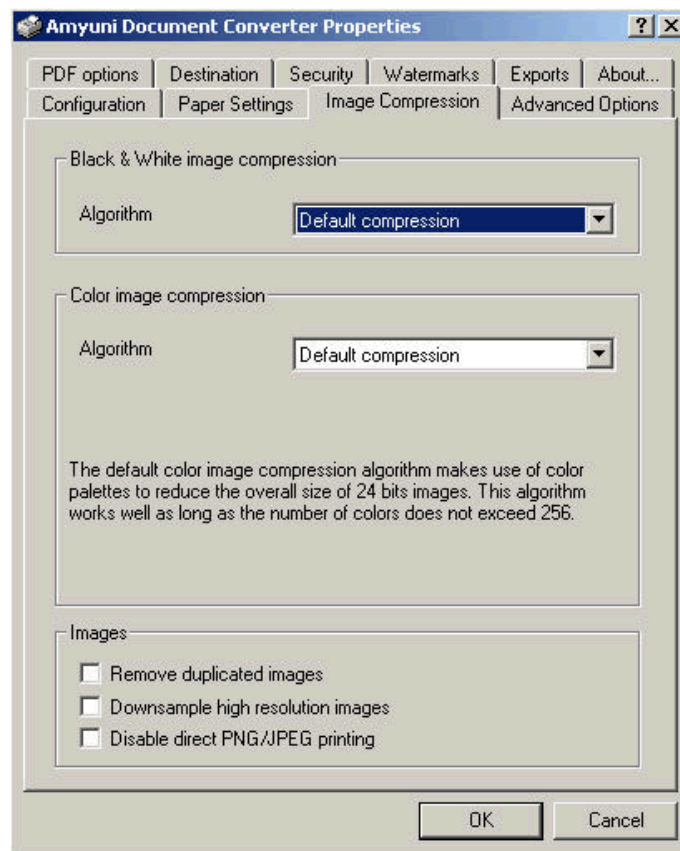 Amyuni Document Converter Properties
PDF options Destination Security Watermarks Exports About...
Configuration Paper Settings Image Compression Advanced Options
Black & White image compression
Algorithm Default compression
Color image compression
Algorithm Default compression
The default color image compression algorithm makes use of color
palettes to reduce the overall size of 24 bits images. This algorithm
works well as long as the number of colors does not exceed 256.
Images
Remove duplicated images
Downsample high resolution images
Disable direct PNG/JPEG printing
OK Cancel